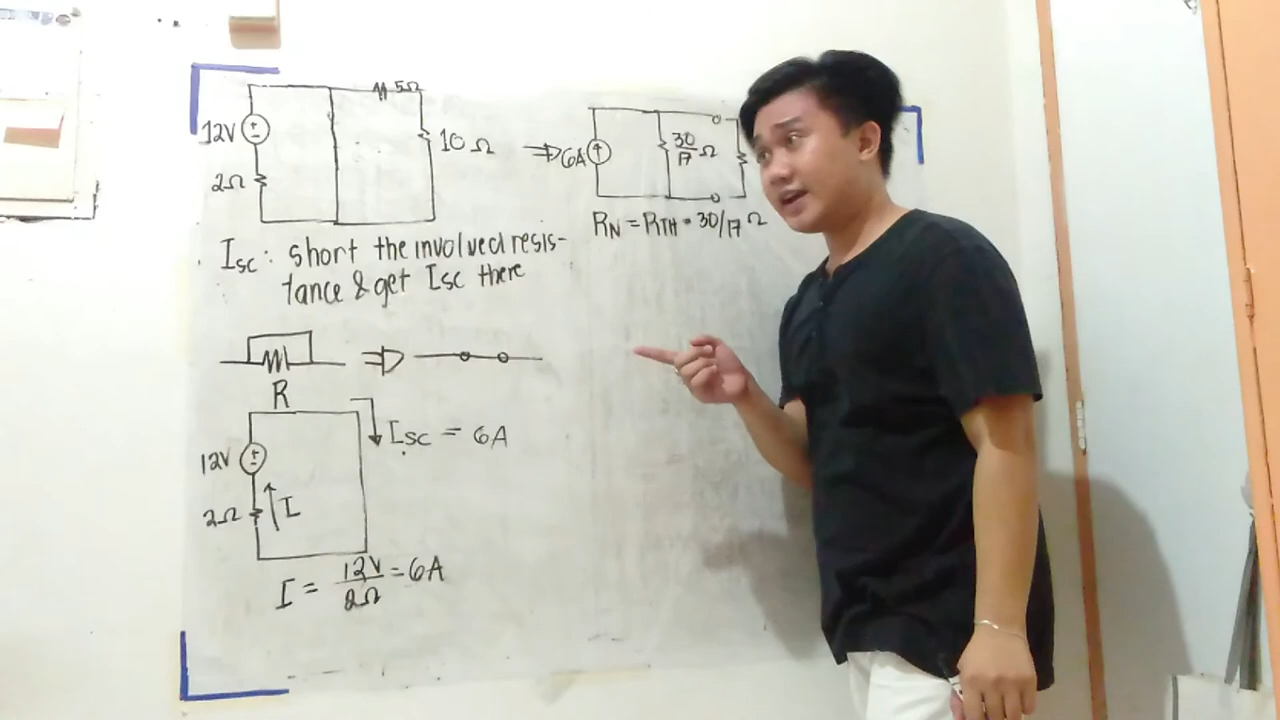 12V
2Ω
5Ω
10 Ω
6A
30/17 Ω
RN = RTH = 30/17 Ω
ISC: short the involved resis-
tance & get ISC there
R
12V
2Ω
I
ISC = 6A
I = 12V/2Ω = 6A